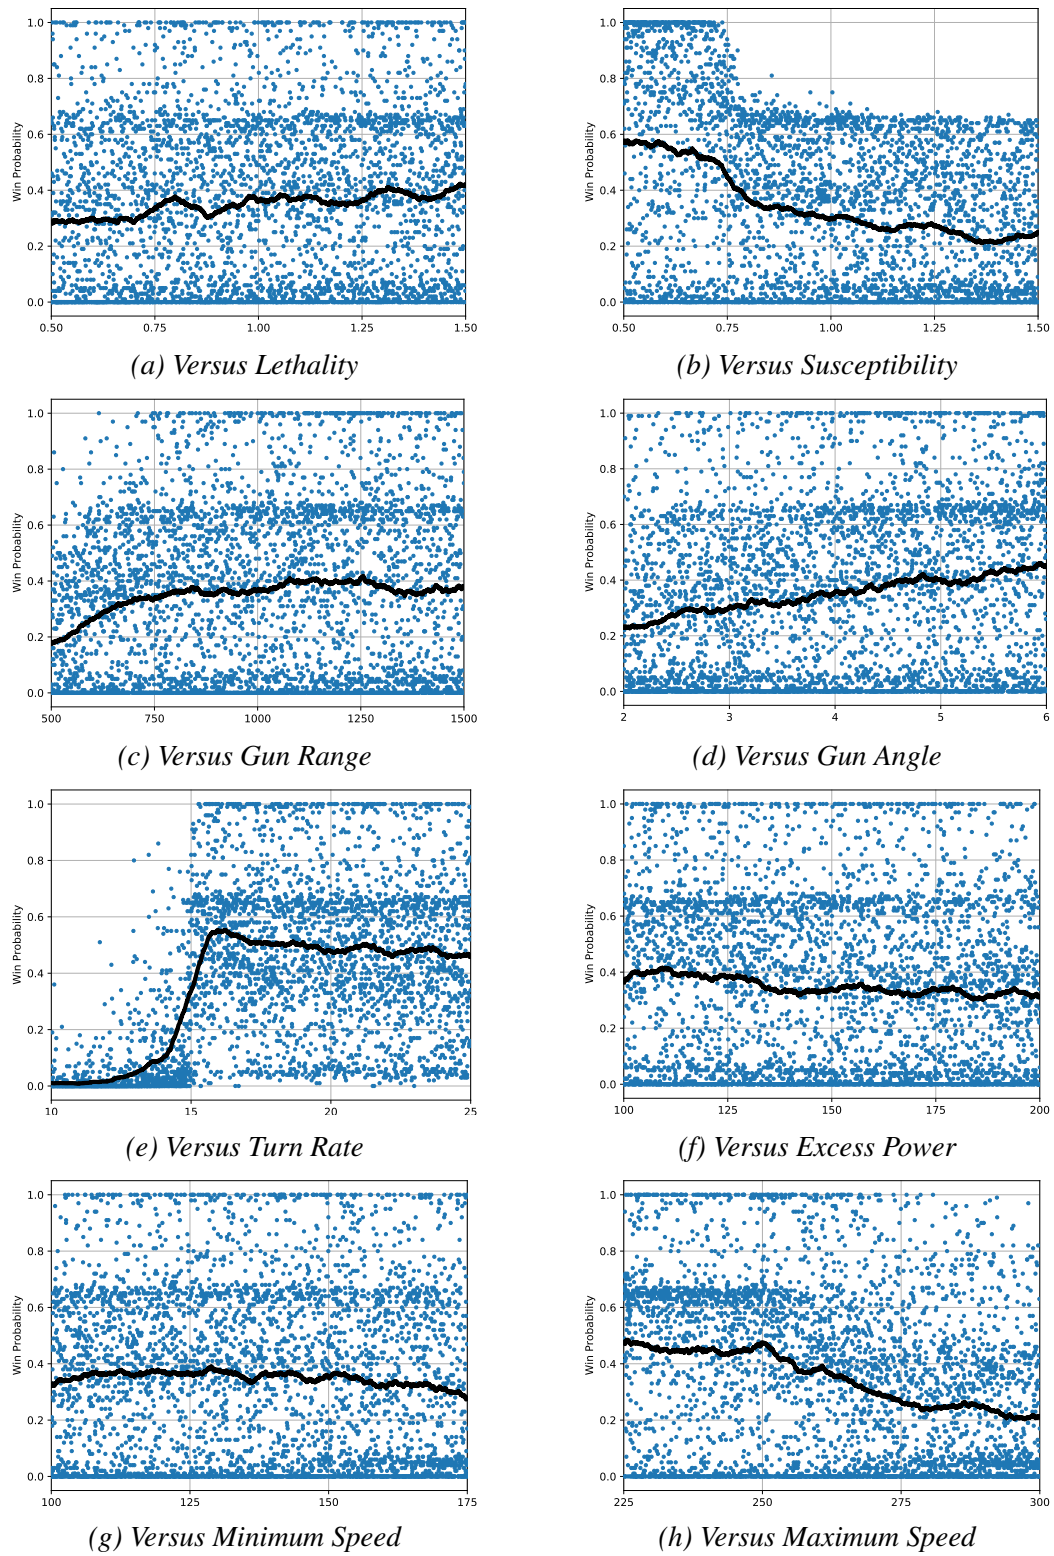 1.0
0.8
0.6
0.4
0.2
0.0
Win Probability
0.50 0.75 1.00 1.25 1.50
(a) Versus Lethality
1.0
0.8
0.6
0.4
0.2
0.0
Win Probability
0.50 0.75 1.00 1.25 1.50
(b) Versus Susceptibility
1.0
0.8
0.6
0.4
0.2
0.0
Win Probability
500 750 1000 1250 1500
(c) Versus Gun Range
1.0
0.8
0.6
0.4
0.2
0.0
Win Probability
2 3 4 5 6
(d) Versus Gun Angle
1.0
0.8
0.6
0.4
0.2
0.0
Win Probability
10 15 20 25
(e) Versus Turn Rate
1.0
0.8
0.6
0.4
0.2
0.0
Win Probability
100 125 150 175 200
(f) Versus Excess Power
1.0
0.8
0.6
0.4
0.2
0.0
Win Probability
100 125 150 175
(g) Versus Minimum Speed
1.0
0.8
0.6
0.4
0.2
0.0
Win Probability
225 250 275 300
(h) Versus Maximum Speed